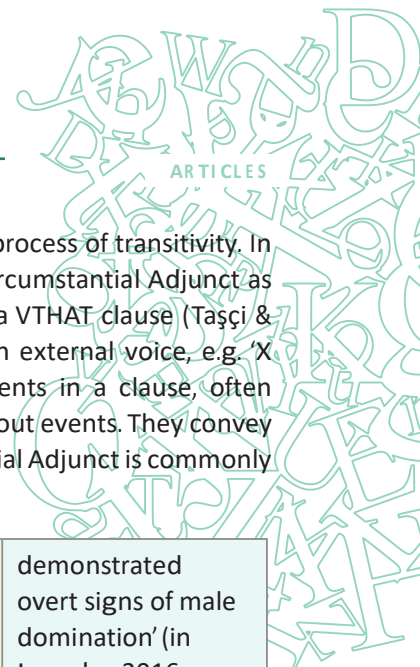 ARTICLES
process of transitivity. In
rcumstantial Adjunct as
a VTHAT clause (Taşçi &
n external voice, e.g. ‘X
ents in a clause, often
out events. They convey
ial Adjunct is commonly
demonstrated
overt signs of male
domination’ (in